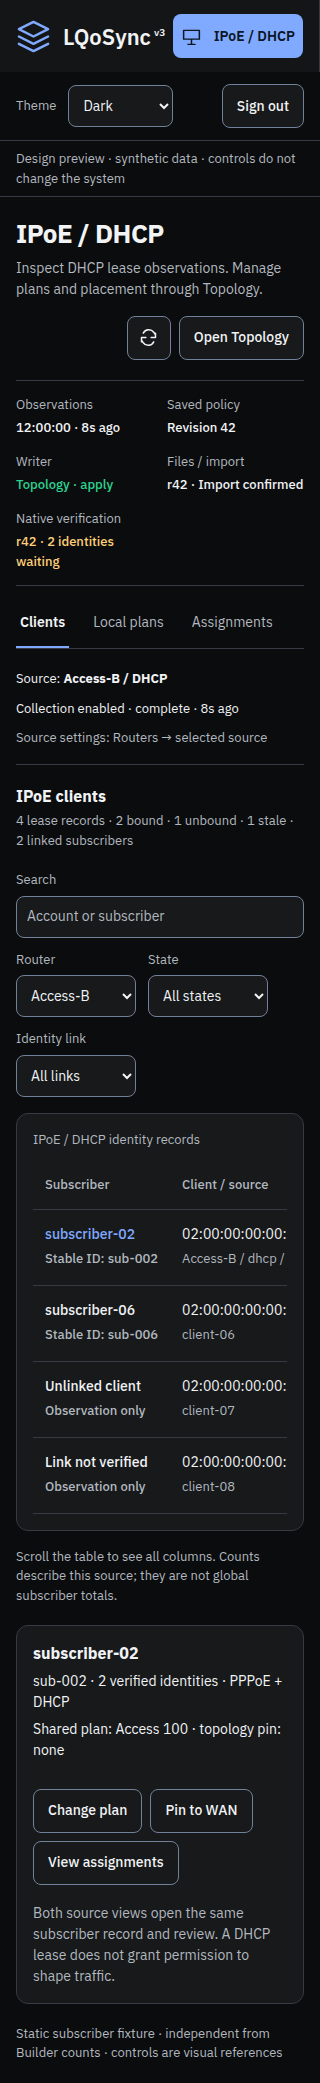 LQoSync v3
IPoE / DHCP
Theme
Dark
Sign out
Design preview · synthetic data · controls do not
change the system
IPoE / DHCP
Inspect DHCP lease observations. Manage
plans and placement through Topology.
Open Topology
Observations
12:00:00 · 8s ago
Saved policy
Revision 42
Writer
Topology · apply
Files / import
r42 · Import confirmed
Native verification
r42 · 2 identities
waiting
Clients
Local plans
Assignments
Source: Access-B / DHCP
Collection enabled · complete · 8s ago
Source settings: Routers → selected source
IPoE clients
4 lease records · 2 bound · 1 unbound · 1 stale ·
2 linked subscribers
Search
Account or subscriber
Router
State
Access-B
All states
Identity link
All links
IPoE / DHCP identity records
Subscriber
Client / source
subscriber-02
02:00:00:00:00:
Stable ID: sub-002
Access-B / dhcp /
subscriber-06
02:00:00:00:00:
Stable ID: sub-006
client-06
Unlinked client
02:00:00:00:00:
Observation only
client-07
Link not verified
02:00:00:00:00:
Observation only
client-08
Scroll the table to see all columns. Counts
describe this source; they are not global
subscriber totals.
subscriber-02
sub-002 · 2 verified identities · PPPoE +
DHCP
Shared plan: Access 100 · topology pin:
none
Change plan
Pin to WAN
View assignments
Both source views open the same
subscriber record and review. A DHCP
lease does not grant permission to
shape traffic.
Static subscriber fixture · independent from
Builder counts · controls are visual references